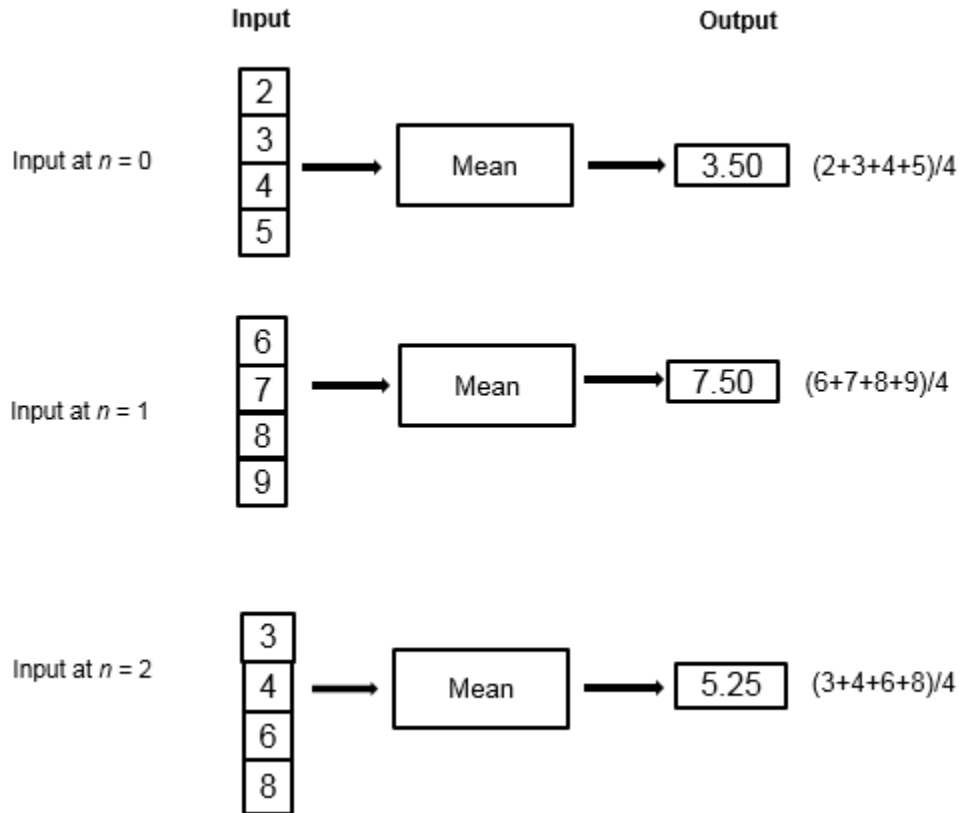 Input Output
2
3
Input at n = 0 Mean 3.50 (2+3+4+5)/4
4
5
6
7 Mean 7.50 (6+7+8+9)/4
Input at n = 1
8
9
3
Input at n = 2 4 Mean 5.25 (3+4+6+8)/4
6
8